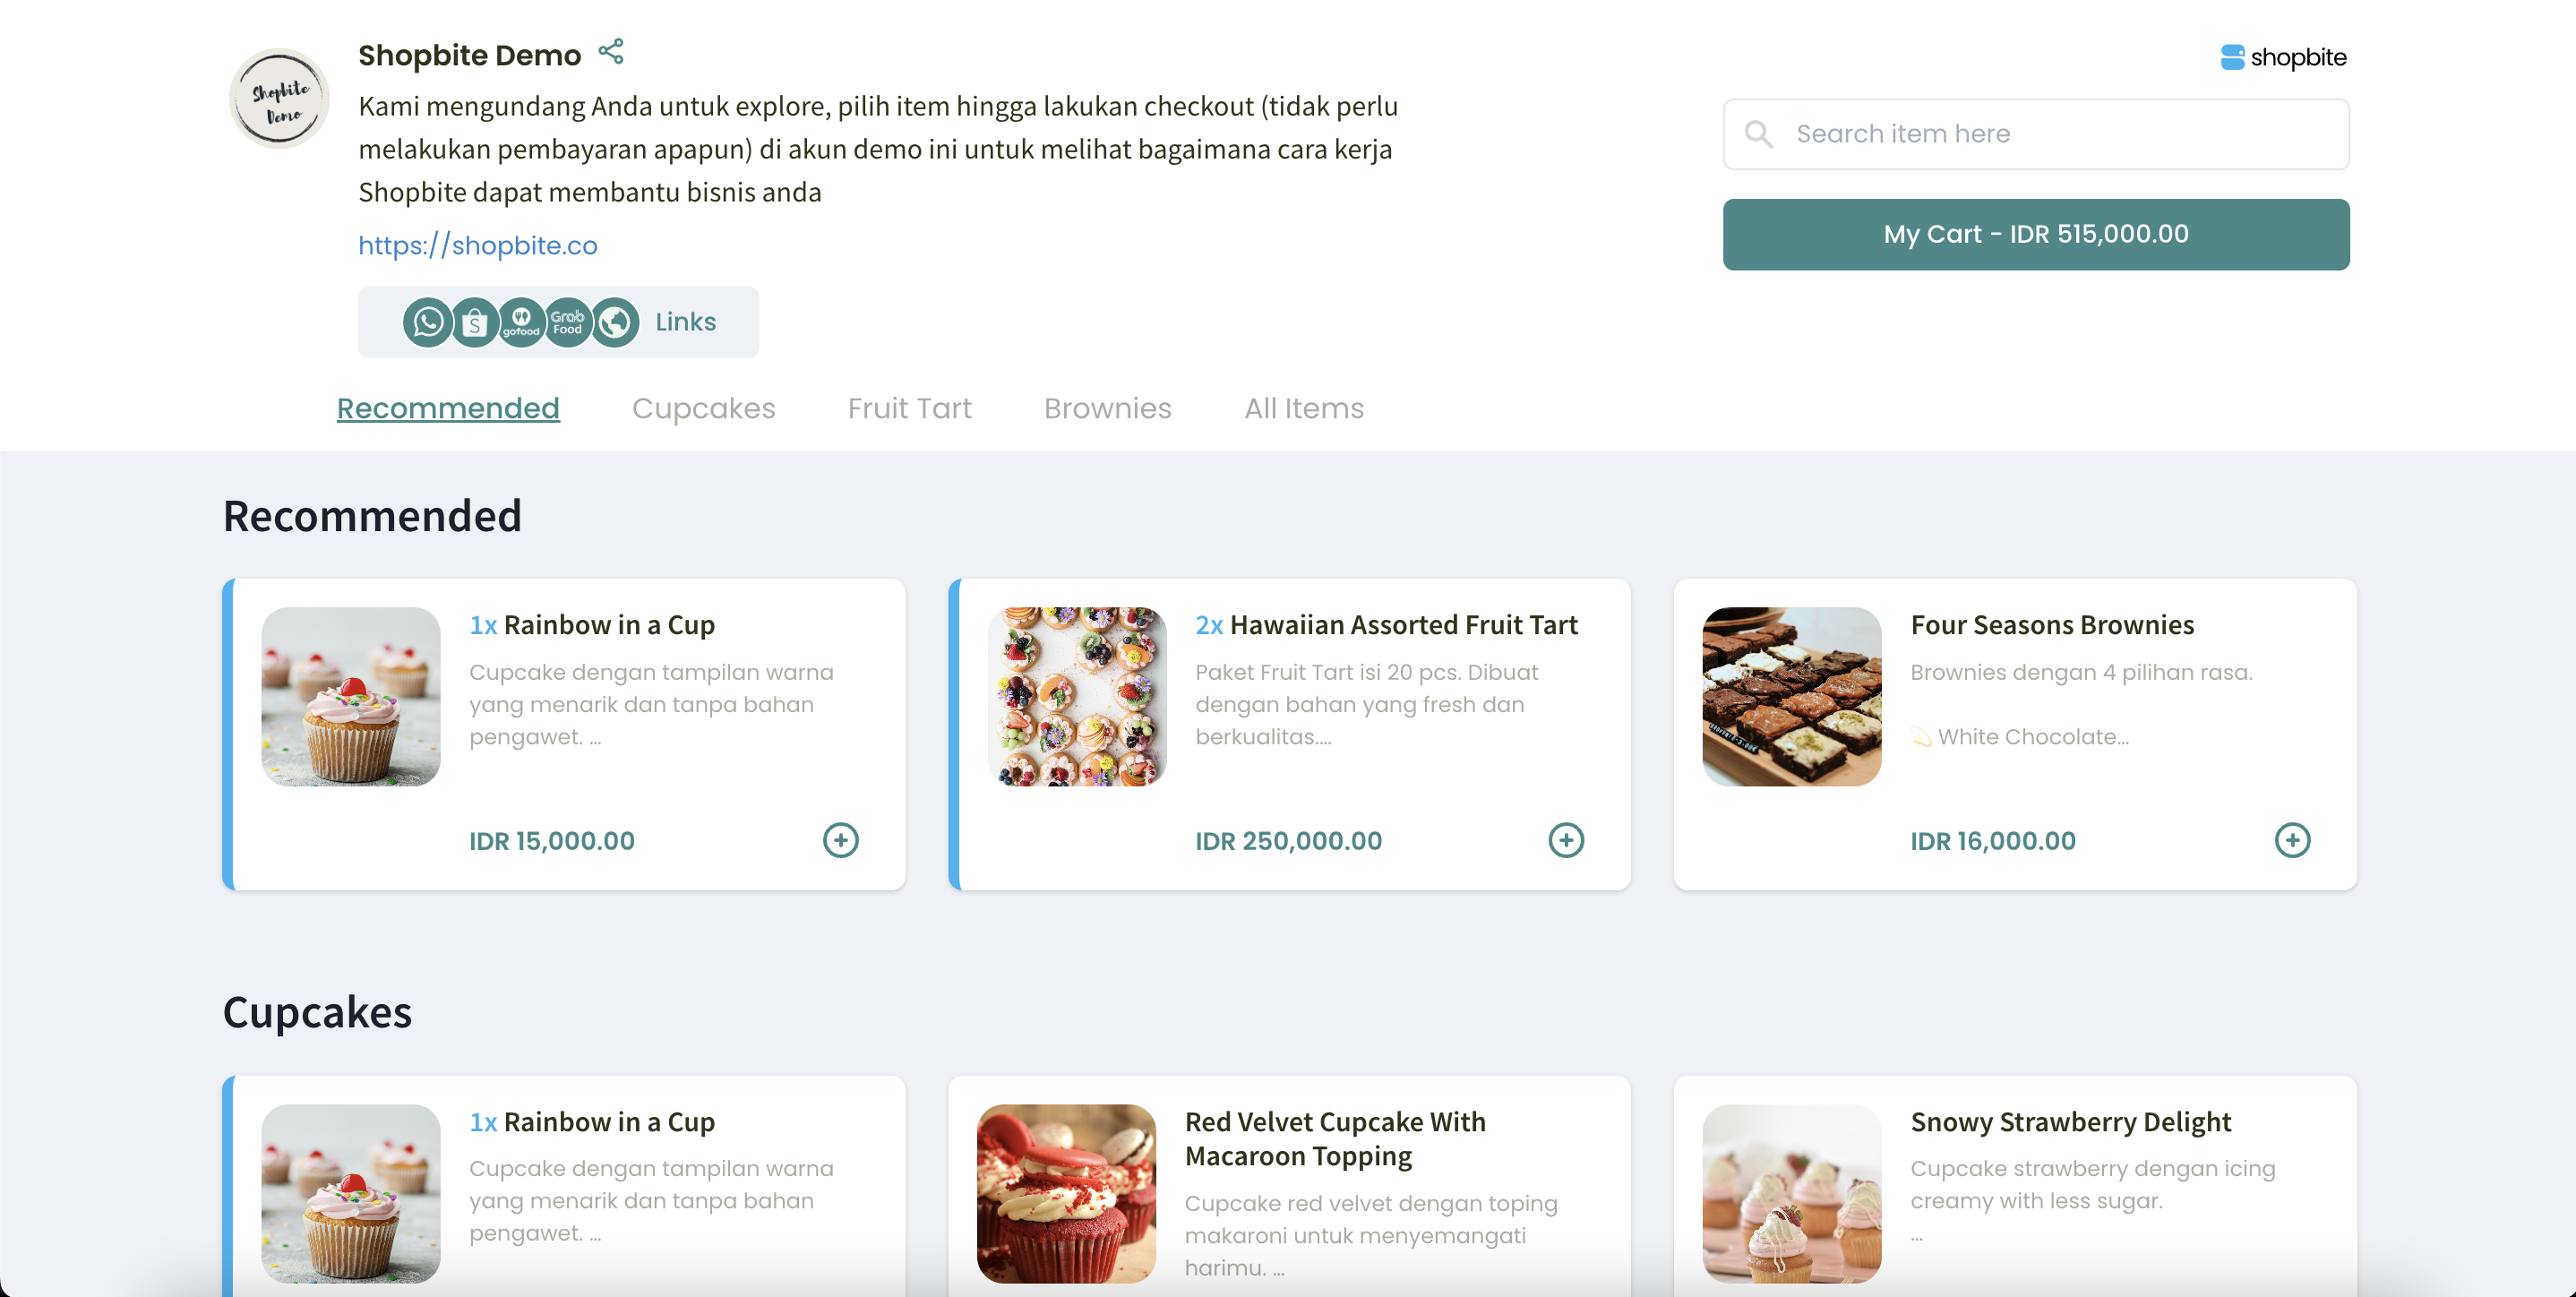 Shopbite Demo
Shopbite
Demo
Kami mengundang Anda untuk explore, pilih item hingga lakukan checkout (tidak perlu
melakukan pembayaran apapun) di akun demo ini untuk melihat bagaimana cara kerja
Shopbite dapat membantu bisnis anda
https://shopbite.co
S
gofood
Grab
Food
Links
shopbite
Search item here
My Cart - IDR 515,000.00
Recommended
Cupcakes
Fruit Tart
Brownies
All Items
Recommended
1x Rainbow in a Cup
Cupcake dengan tampilan warna
yang menarik dan tanpa bahan
pengawet. ...
IDR 15,000.00
2x Hawaiian Assorted Fruit Tart
Paket Fruit Tart isi 20 pcs. Dibuat
dengan bahan yang fresh dan
berkualitas....
IDR 250,000.00
Four Seasons Brownies
Brownies dengan 4 pilihan rasa.
💫 White Chocolate...
IDR 16,000.00
Cupcakes
1x Rainbow in a Cup
Cupcake dengan tampilan warna
yang menarik dan tanpa bahan
pengawet. ...
Red Velvet Cupcake With
Macaroon Topping
Cupcake red velvet dengan toping
makaroni untuk menyemangati
harimu. ...
Snowy Strawberry Delight
Cupcake strawberry dengan icing
creamy with less sugar.
...